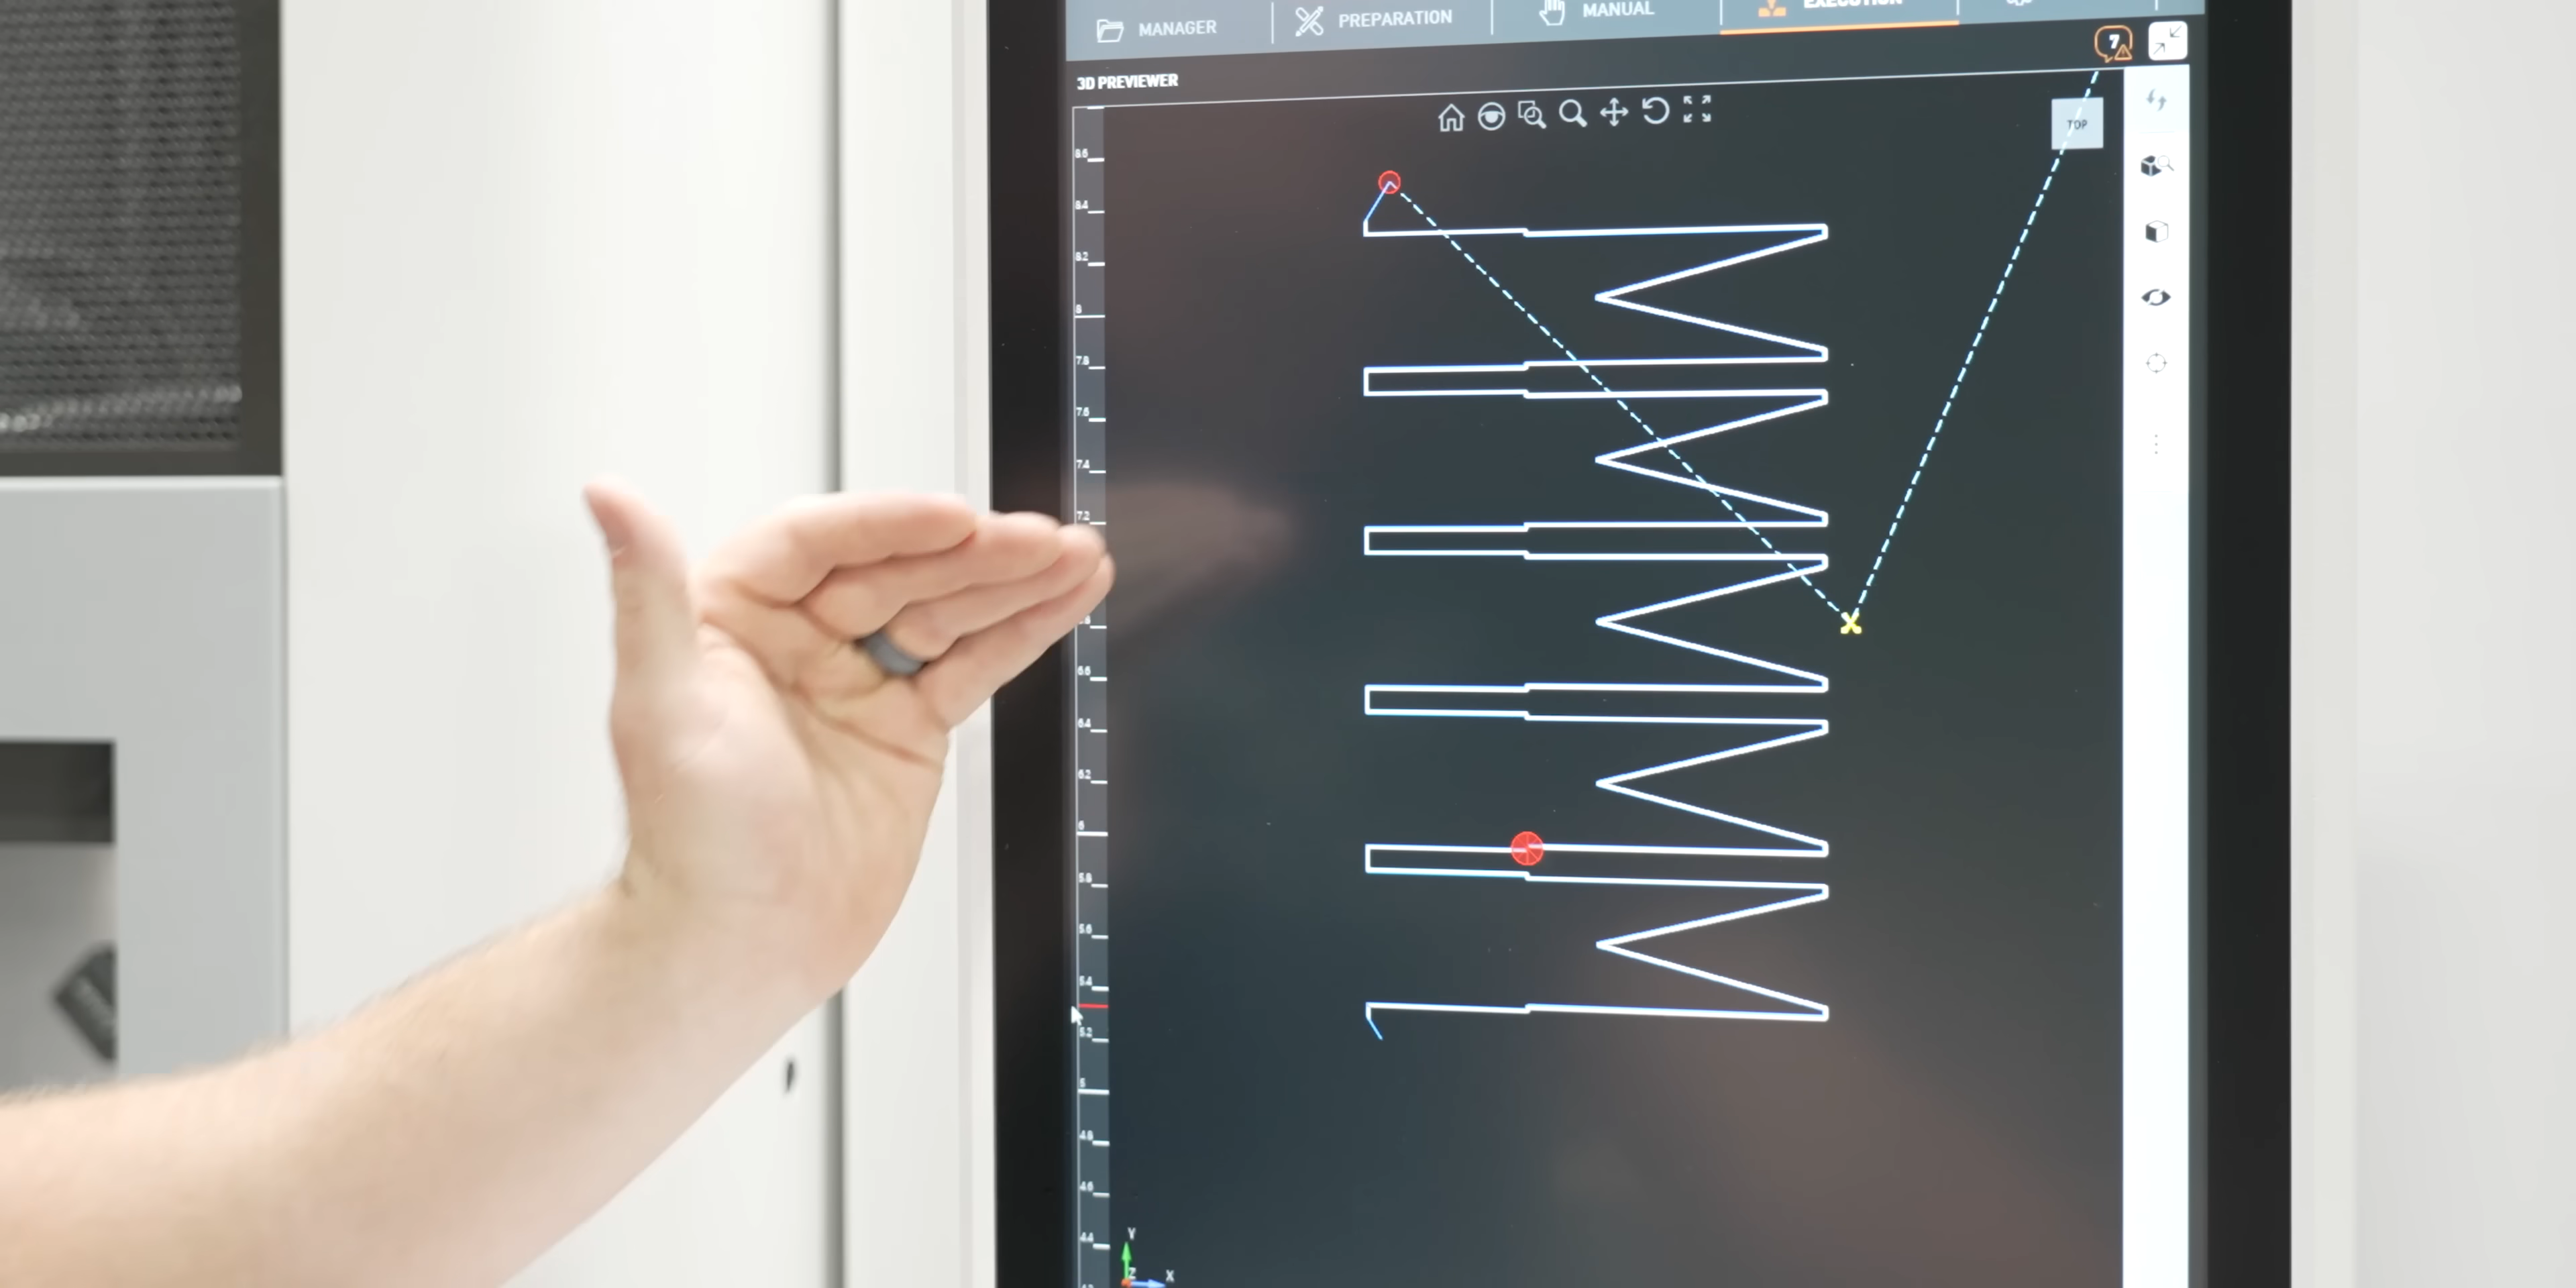 MANAGER
PREPARATION
MANUAL
EXECUTION
7
3D PREVIEWER
TOP
8.6
8.4
8.2
8
7.8
7.6
7.4
7.2
6.6
6.4
6.2
6
5.8
5.6
5.4
5.2
5
4.8
4.6
4.4
Y
Z
X